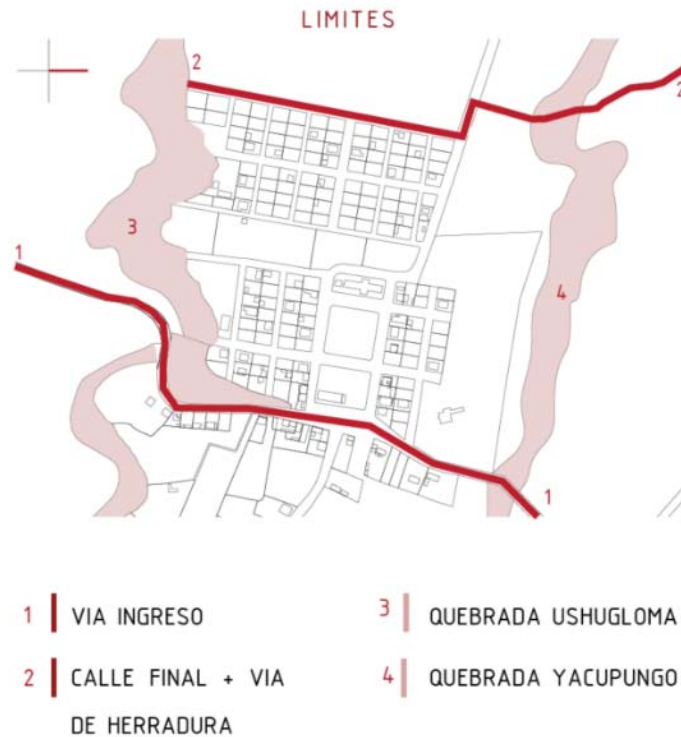 LIMITES
2
2
3
1
4
1
1 VIA INGRESO
2 CALLE FINAL + VIA
DE HERRADURA
3 QUEBRADA USHUGLOMA
4 QUEBRADA YACUPUNGO